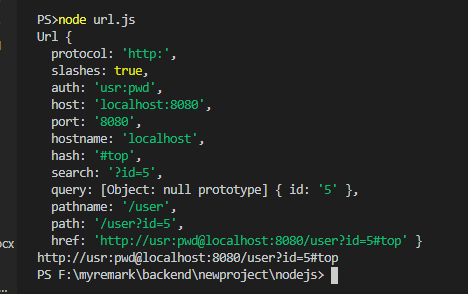 PS>node url.js
Url {
  protocol: 'http:',
  slashes: true,
  auth: 'usr:pwd',
  host: 'localhost:8080',
  port: '8080',
  hostname: 'localhost',
  hash: '#top',
  search: '?id=5',
  query: [Object: null prototype] { id: '5' },
  pathname: '/user',
  path: '/user?id=5',
  href: 'http://usr:pwd@localhost:8080/user?id=5#top' }
http://usr:pwd@localhost:8080/user?id=5#top
ocx
PS F:\myremark\backend\newproject\nodejs>